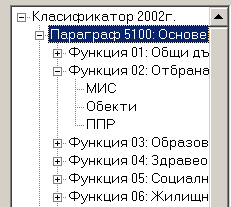 Класификатор 2002г.
Параграф 5100: Основе
Функция 01: Общи дъ
Функция 02: Отбрана
МИС
Обекти
ППР
Функция 03: Образов
Функция 04: Здравео
Функция 05: Социалн
Функция 06: Жилищн